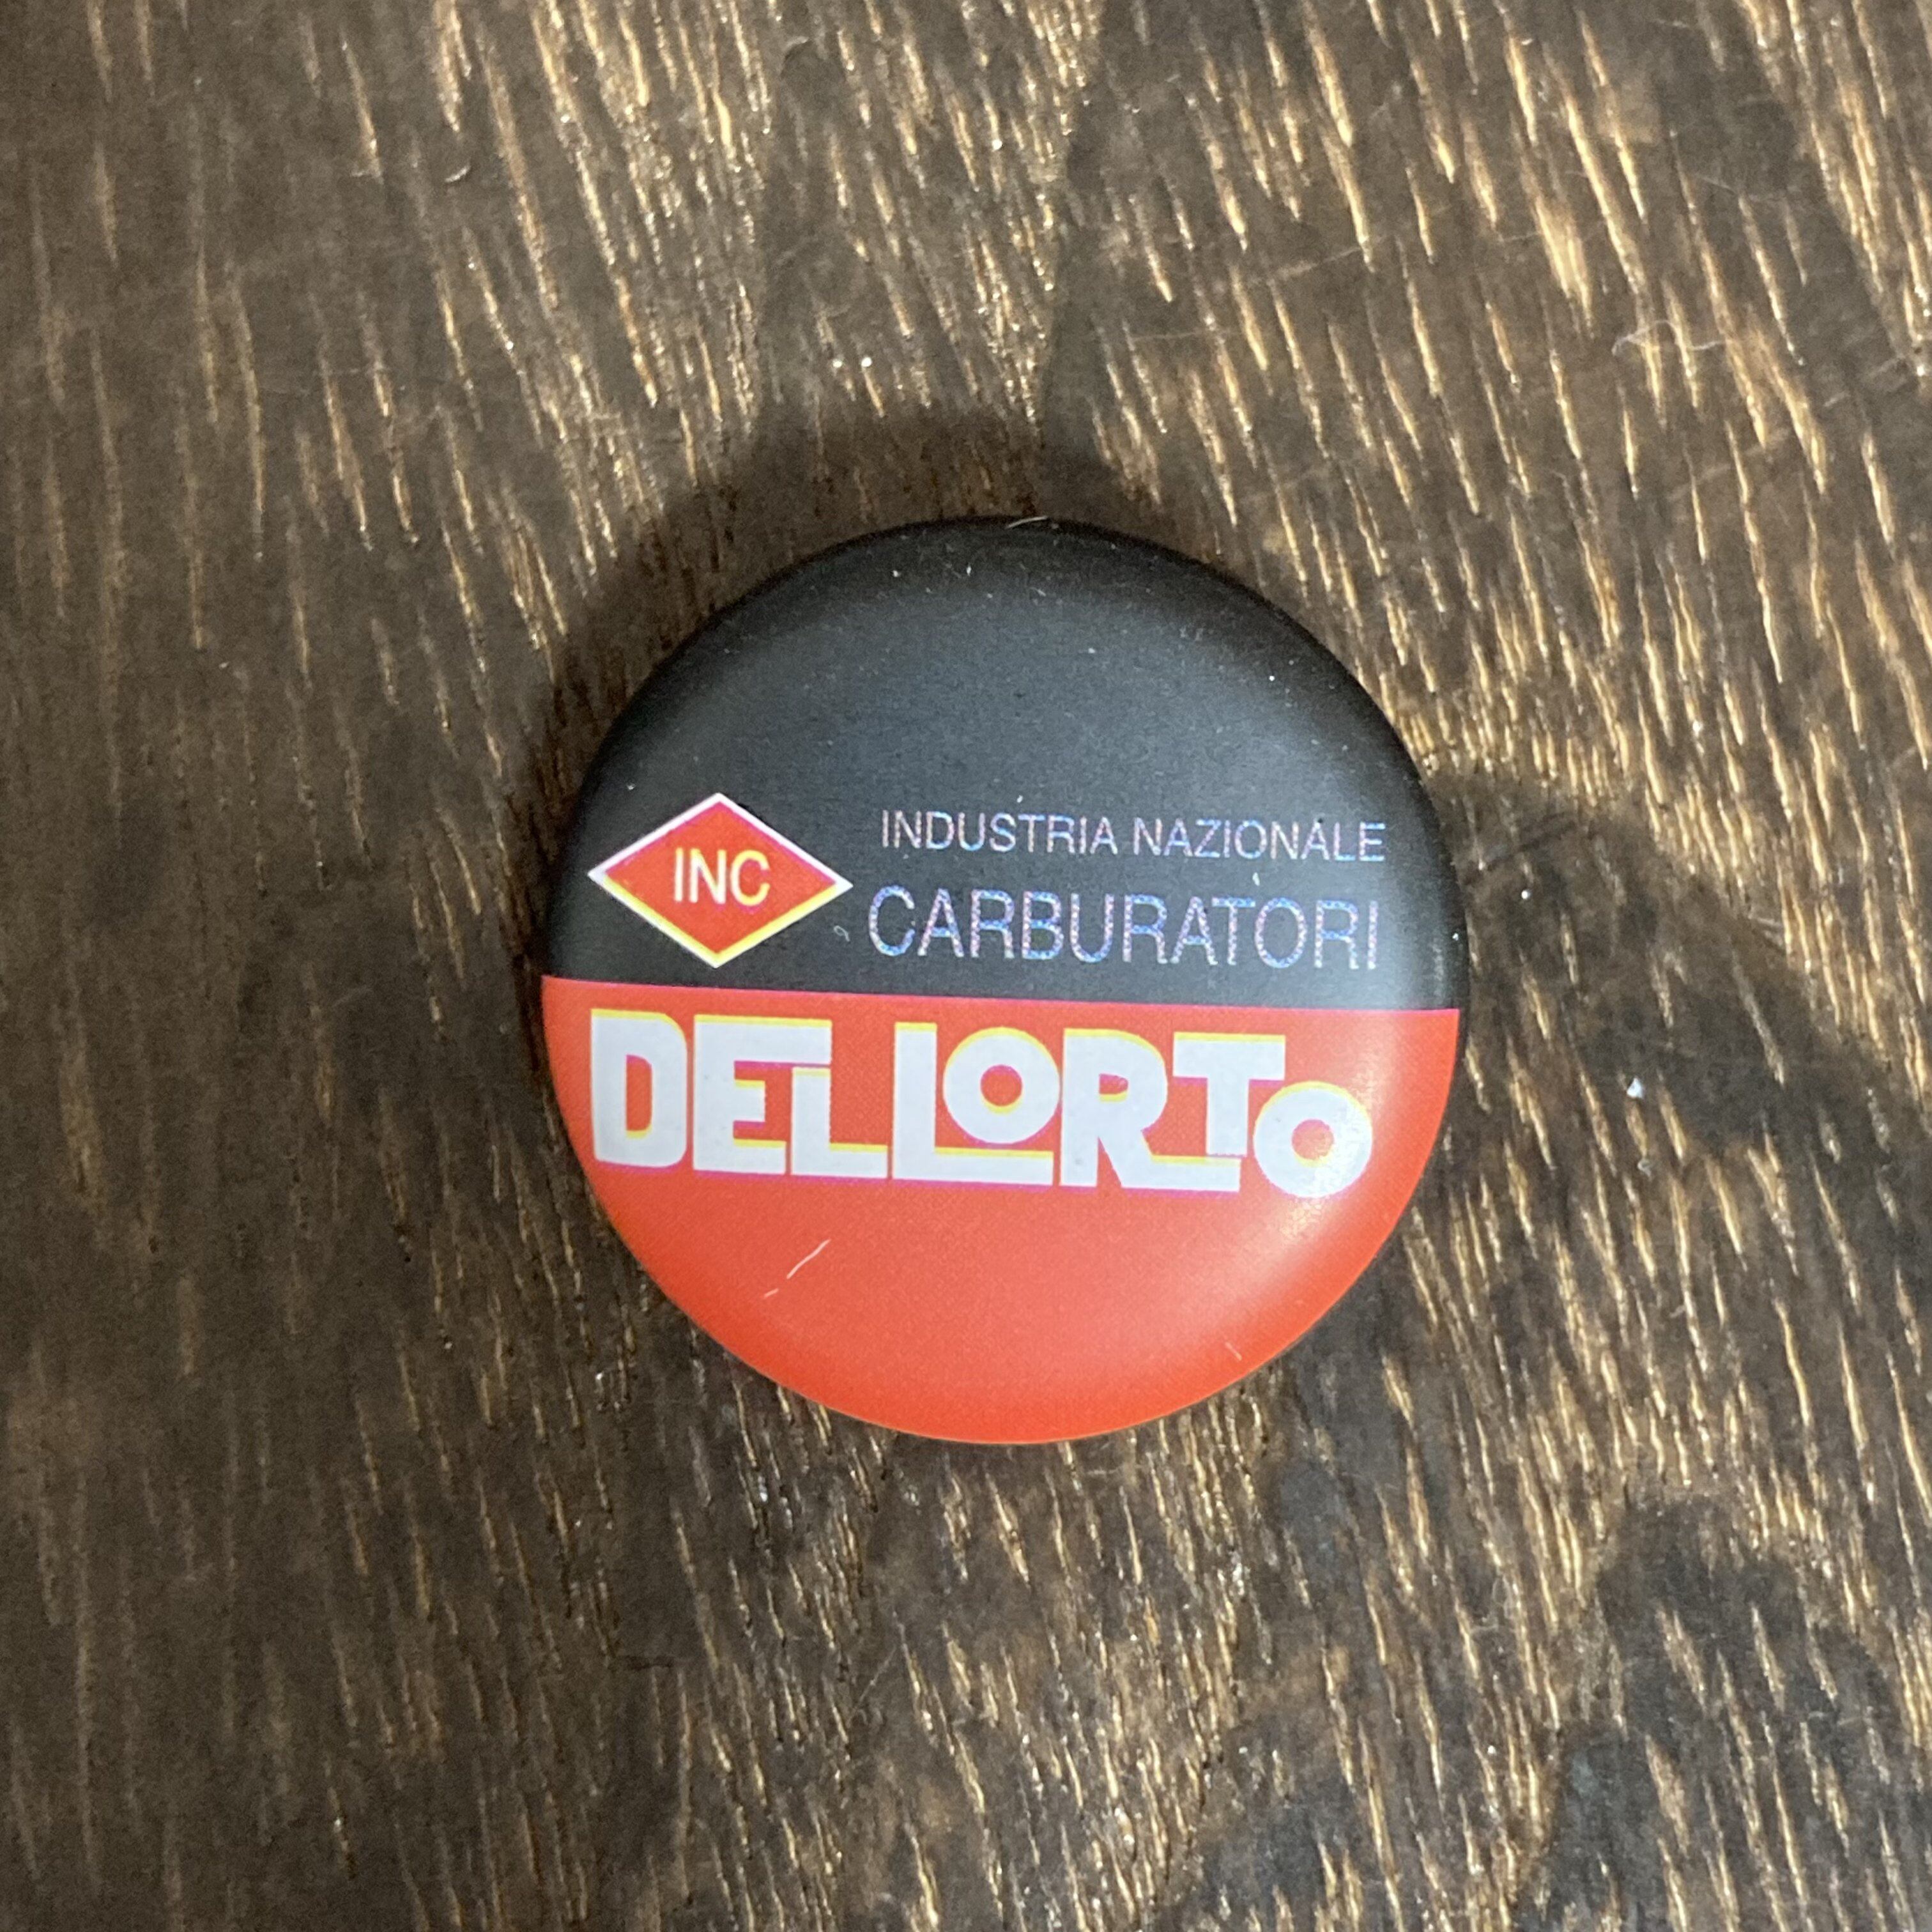 INC
INDUSTRIA NAZIONALE
CARBURATORI
DELLORTO